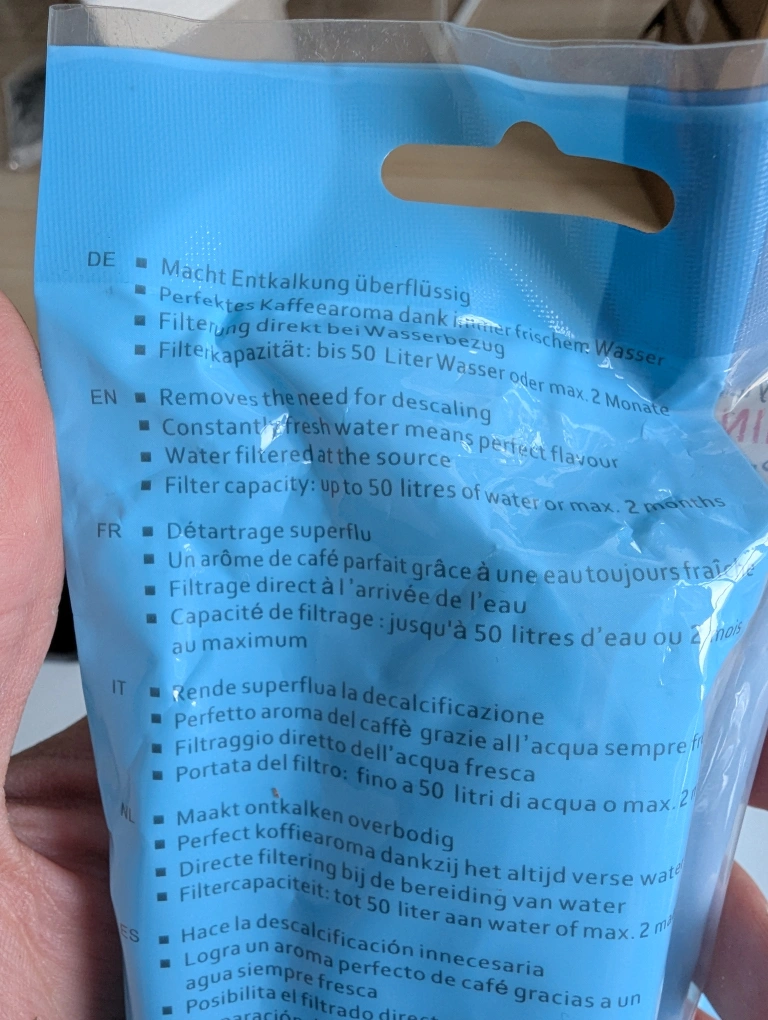 DE ▪ Macht Entkalkung überflüssig
▪ Perfektes Kaffeearoma dank immer frischem Wasser
▪ Filterung direkt bei Wasserbezug
▪ Filterkapazität: bis 50 Liter Wasser oder max. 2 Monate
EN ▪ Removes the need for descaling
▪ Constantly fresh water means perfect flavour
▪ Water filtered at the source
▪ Filter capacity: up to 50 litres of water or max. 2 months
FR ▪ Détartrage superflu
▪ Un arôme de café parfait grâce à une eau toujours fraîche
▪ Filtrage direct à l'arrivée de l'eau
▪ Capacité de filtrage : jusqu'à 50 litres d'eau ou 2 mois
au maximum
IT ▪ Rende superflua la decalcificazione
▪ Perfetto aroma del caffè grazie all'acqua sempre
▪ Filtraggio diretto dell'acqua fresca
▪ Portata del filtro: fino a 50 litri di acqua o max. 2
NL ▪ Maakt ontkalken overbodig
▪ Perfect koffiearoma dankzij het altijd verse
▪ Directe filtering bij de bereiding van water
▪ Filtercapaciteit: tot 50 liter aan water of max. 2
ES ▪ Hace la descalcificación innecesaria
▪ Logra un aroma perfecto de café gracias a un
agua siempre fresca
▪ Posibilita el filtrado